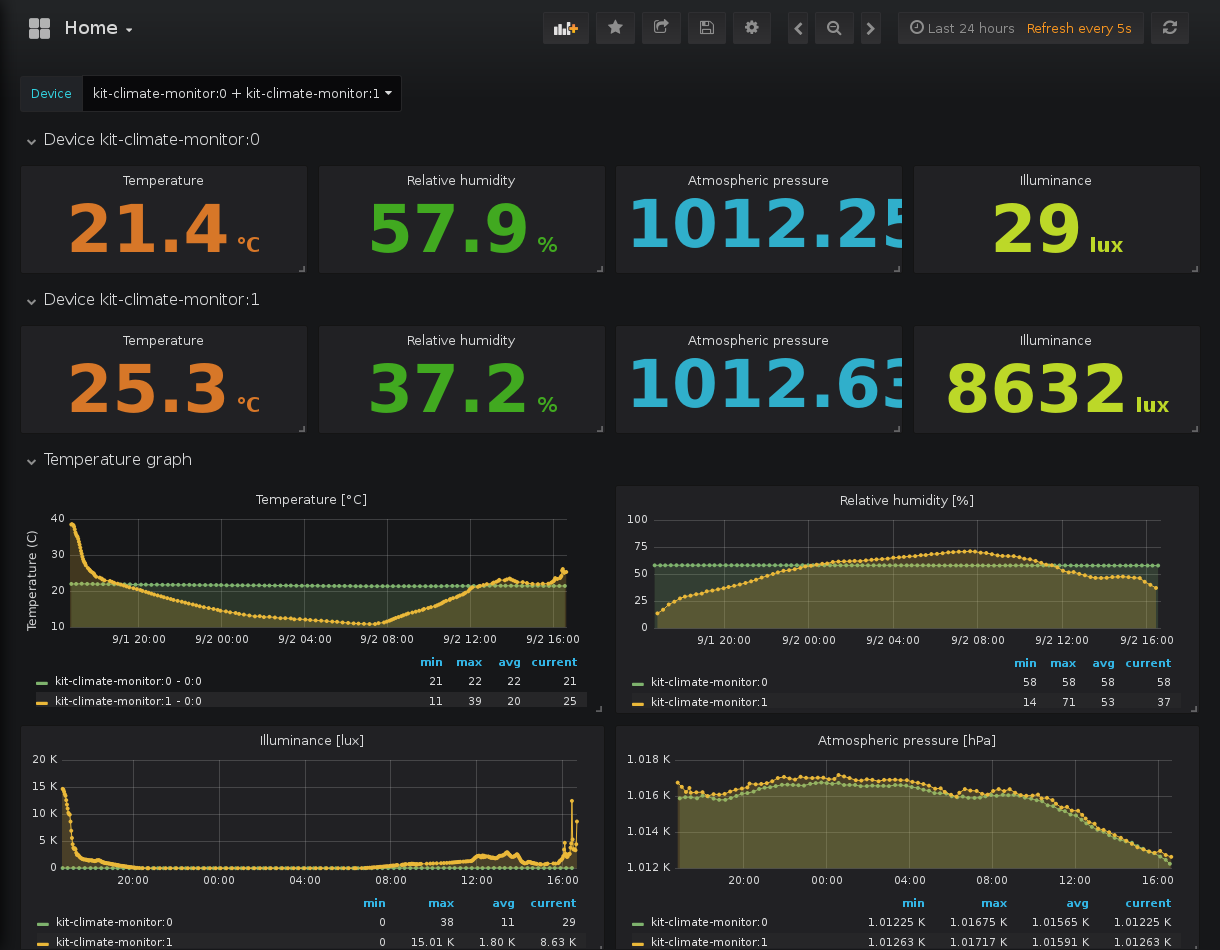 Home
Last 24 hours Refresh every 5s
Device kit-climate-monitor:0 + kit-climate-monitor:1
Device kit-climate-monitor:0
Temperature Relative humidity Atmospheric pressure Illuminance
21.4 °C 57.9 % 1012.25 29 lux
Device kit-climate-monitor:1
Temperature Relative humidity Atmospheric pressure Illuminance
25.3 °C 37.2 % 1012.63 8632 lux
Temperature graph
Temperature [°C]
Temperature (C)
40
30
20
10
9/1 20:00 9/2 00:00 9/2 04:00 9/2 08:00 9/2 12:00 9/2 16:00
min max avg current
kit-climate-monitor:0 - 0:0 21 22 22 21
kit-climate-monitor:1 - 0:0 11 39 20 25
Relative humidity [%]
100
75
50
25
0
9/1 20:00 9/2 00:00 9/2 04:00 9/2 08:00 9/2 12:00 9/2 16:00
min max avg current
kit-climate-monitor:0 58 58 58 58
kit-climate-monitor:1 14 71 53 37
Illuminance [lux]
20 K
15 K
10 K
5 K
0
20:00 00:00 04:00 08:00 12:00 16:00
min max avg current
kit-climate-monitor:0 0 38 11 29
kit-climate-monitor:1 0 15.01 K 1.80 K 8.63 K
Atmospheric pressure [hPa]
1.018 K
1.016 K
1.014 K
1.012 K
20:00 00:00 04:00 08:00 12:00 16:00
min max avg current
kit-climate-monitor:0 1.01225 K 1.01675 K 1.01565 K 1.01225 K
kit-climate-monitor:1 1.01263 K 1.01717 K 1.01591 K 1.01263 K